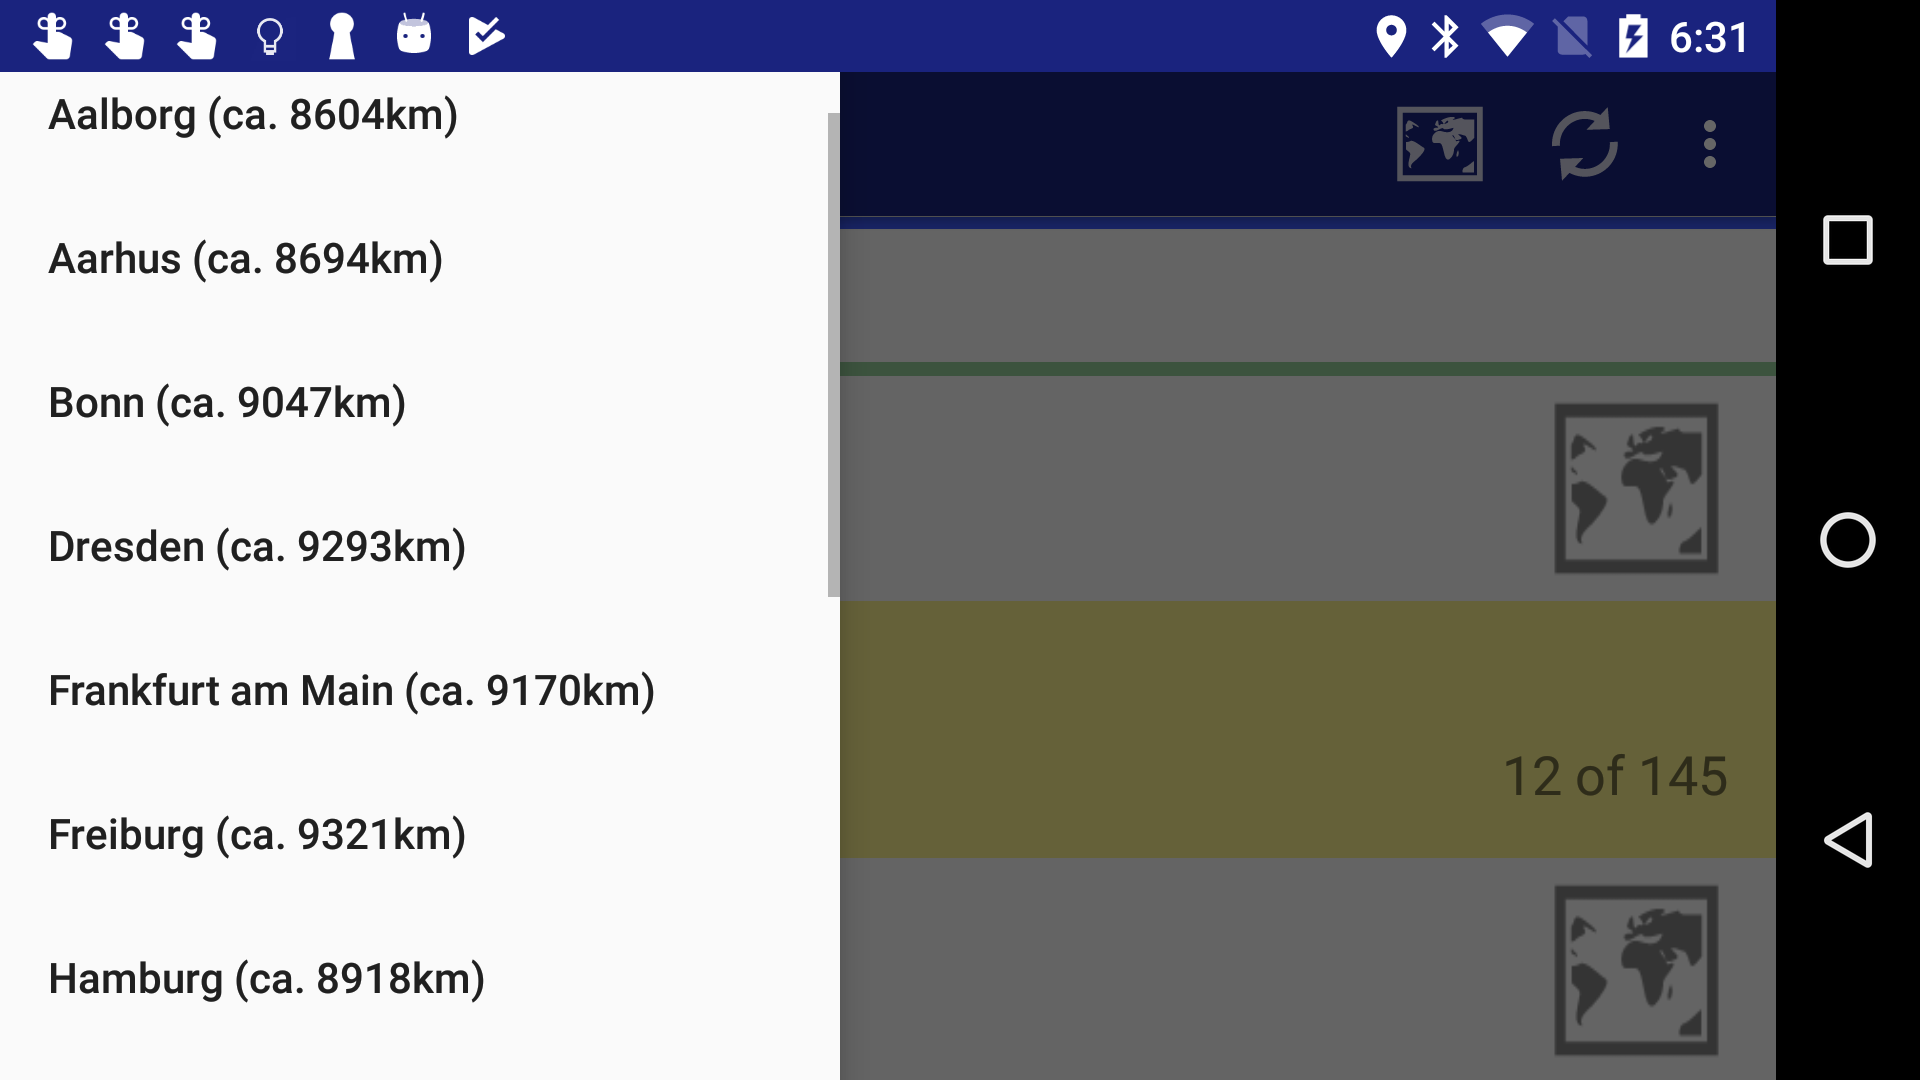 6:31
Aalborg (ca. 8604km)
Aarhus (ca. 8694km)
Bonn (ca. 9047km)
Dresden (ca. 9293km)
Frankfurt am Main (ca. 9170km)
12 of 145
Freiburg (ca. 9321km)
Hamburg (ca. 8918km)